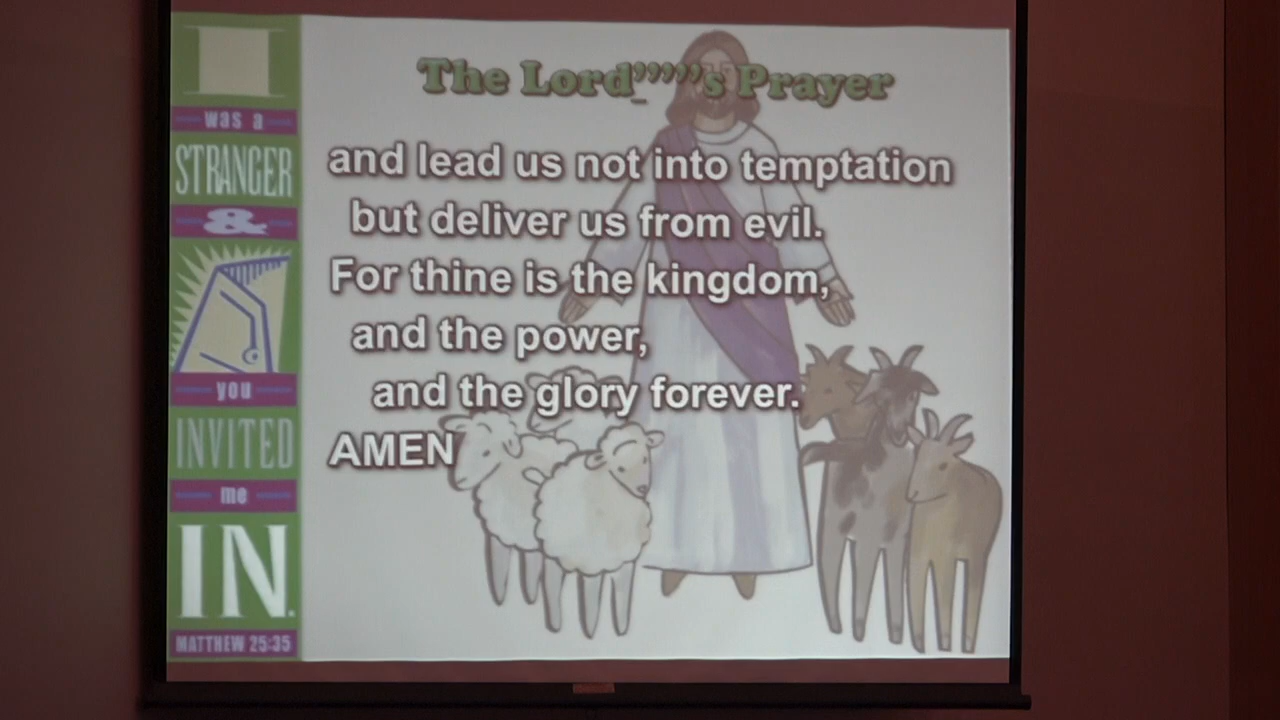 I
was a
STRANGER
&
you
INVITED
me
IN.
MATTHEW 25:35
The Lord’’’’’s Prayer
and lead us not into temptation
but deliver us from evil.
For thine is the kingdom,
and the power,
and the glory forever.
AMEN